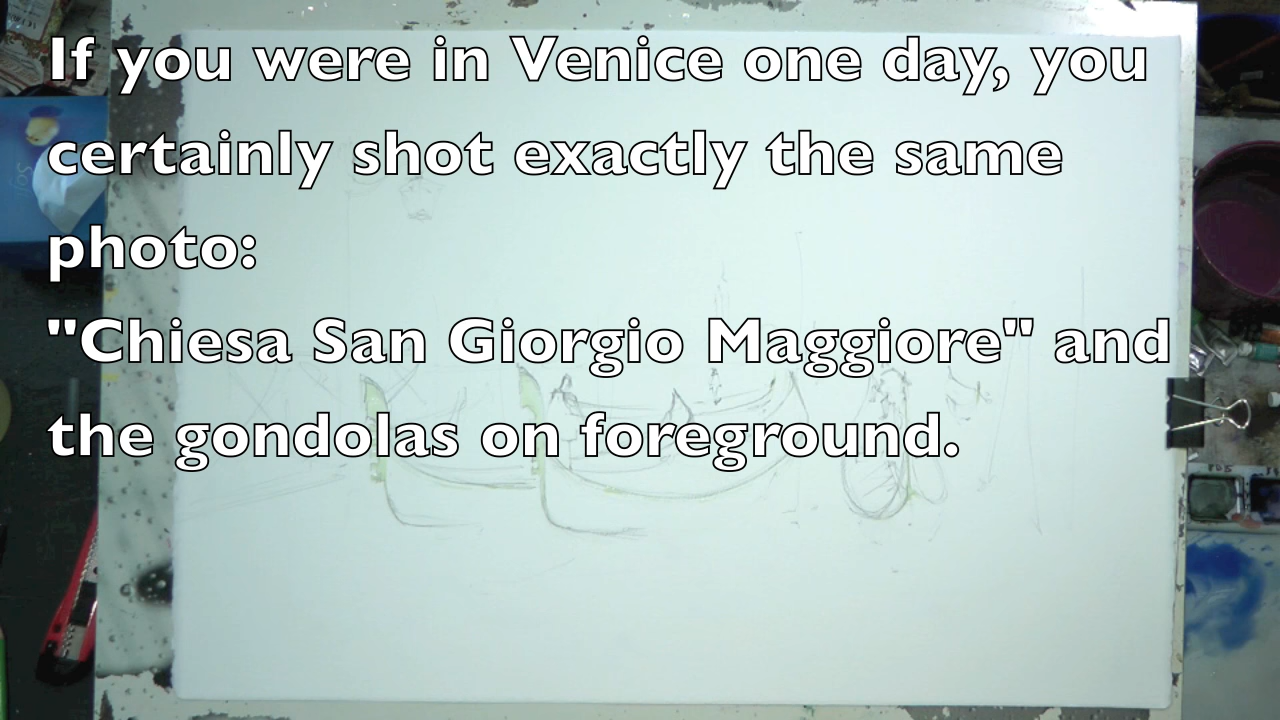 If you were in Venice one day, you
certainly shot exactly the same
photo:
"Chiesa San Giorgio Maggiore" and
the gondolas on foreground.